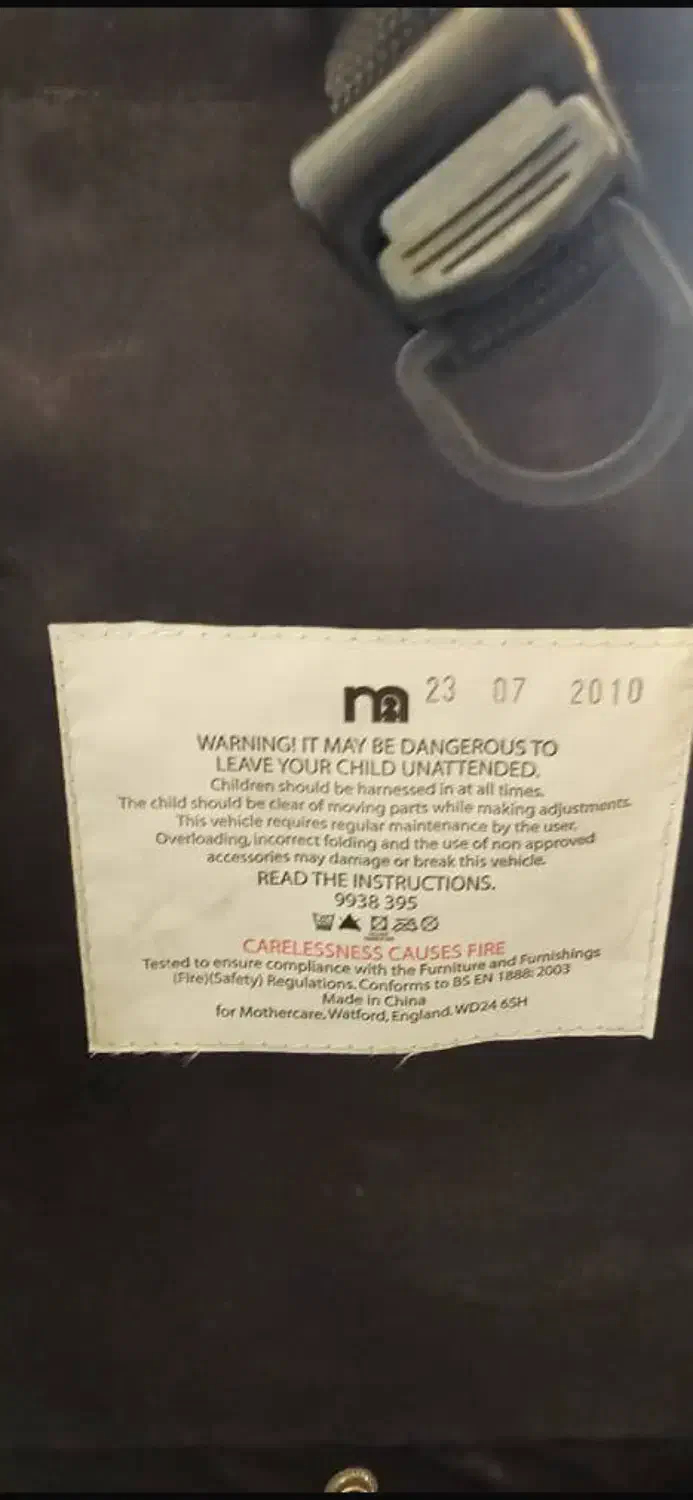 23 07 2010
WARNING! IT MAY BE DANGEROUS TO
LEAVE YOUR CHILD UNATTENDED.
Children should be harnessed in at all times.
The child should be clear of moving parts while making adjustments.
This vehicle requires regular maintenance by the user.
Overloading, incorrect folding and the use of non approved
accessories may damage or break this vehicle.
READ THE INSTRUCTIONS.
9938 395
CARELESSNESS CAUSES FIRE
Tested to ensure compliance with the Furniture and Furnishings
(Fire)(Safety) Regulations. Conforms to BS EN 1888: 2003
Made in China
for Mothercare, Watford, England. WD24 6SH